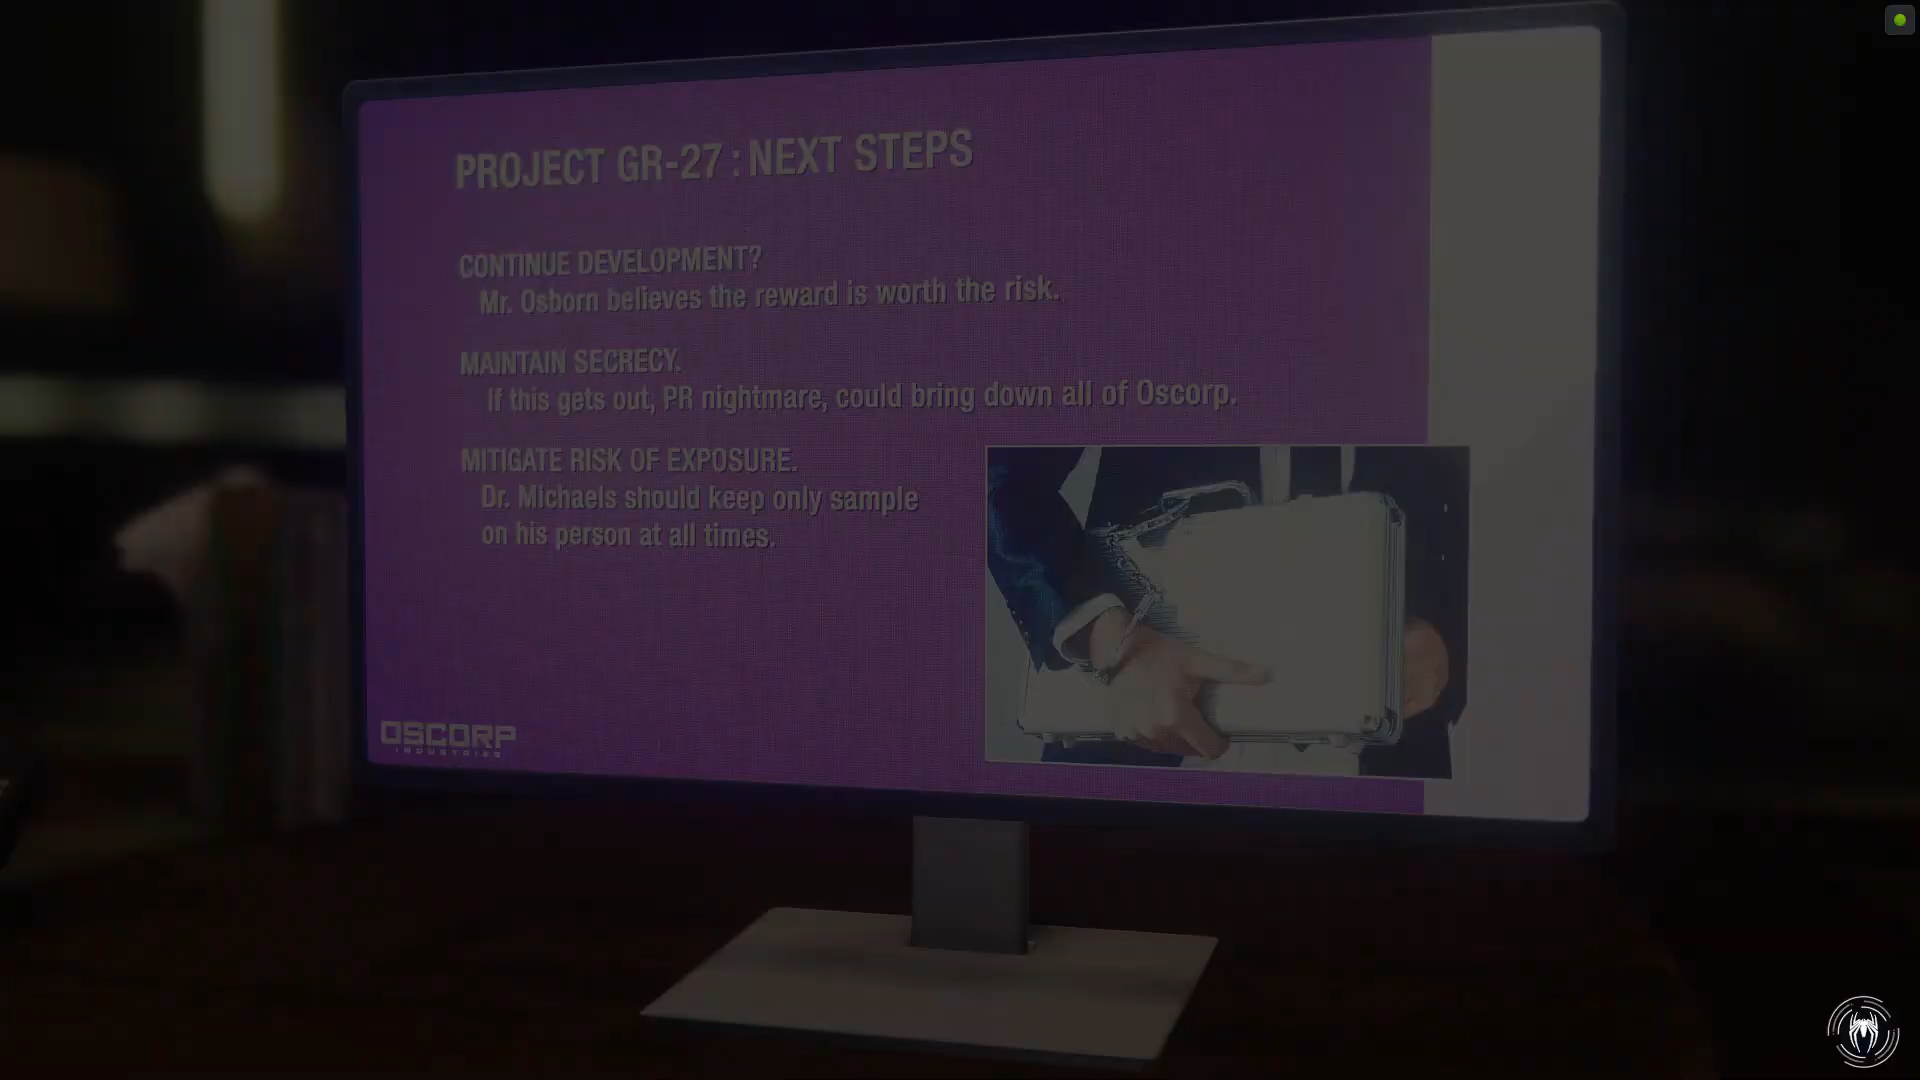 PROJECT GR-27 : NEXT STEPS
CONTINUE DEVELOPMENT?
Mr. Osborn believes the reward is worth the risk.
MAINTAIN SECRECY.
If this gets out, PR nightmare, could bring down all of Oscorp.
MITIGATE RISK OF EXPOSURE.
Dr. Michaels should keep only sample
on his person at all times.
OSCORP
INDUSTRIES